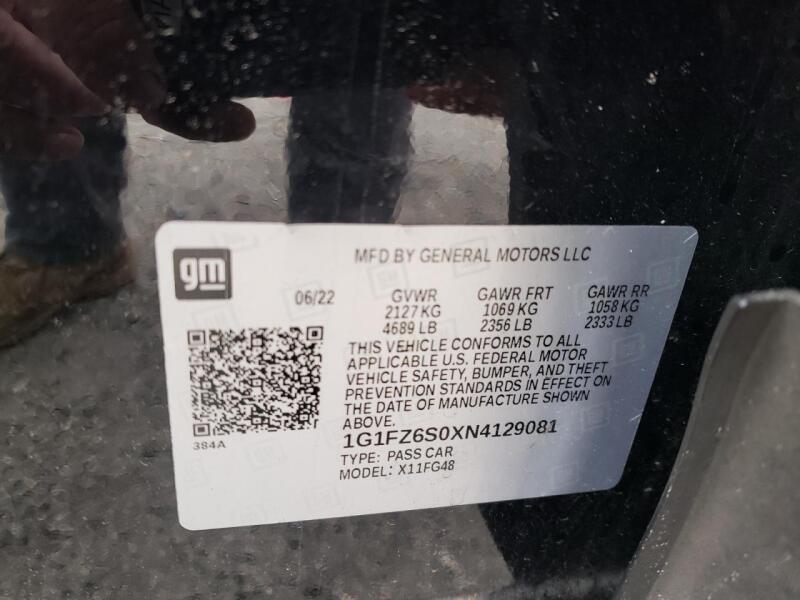 gm
MFD BY GENERAL MOTORS LLC
06/22 GVWR GAWR FRT GAWR RR
2127 KG 1069 KG 1058 KG
4689 LB 2356 LB 2333 LB
THIS VEHICLE CONFORMS TO ALL
APPLICABLE U.S. FEDERAL MOTOR
VEHICLE SAFETY, BUMPER, AND THEFT
PREVENTION STANDARDS IN EFFECT ON
THE DATE OF MANUFACTURE SHOWN
ABOVE.
384A
1G1FZ6S0XN4129081
TYPE: PASS CAR
MODEL: X11FG48